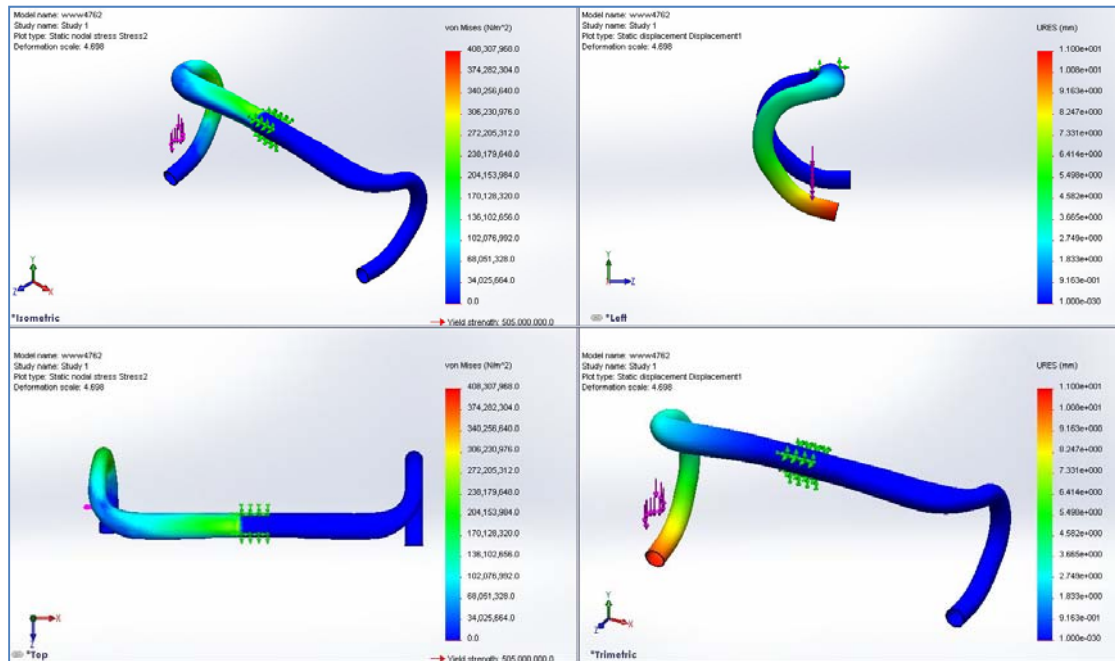 Model name: www4762
Study name: Study 1
Plot type: Static nodal stress Stress2
Deformation scale: 4.698
von Mises (N/m^2)
408,307,968.0
374,282,304.0
340,256,640.0
306,230,976.0
272,205,312.0
238,179,640.0
204,153,984.0
170,128,320.0
136,102,656.0
102,076,992.0
68,051,328.0
34,025,664.0
0.0
Yield strength: 505,000,000.0
Y
Z
X
*Isometric
Model name: www4762
Study name: Study 1
Plot type: Static displacement Displacement1
Deformation scale: 4.698
URES (mm)
1.100e+001
1.008e+001
9.163e+000
8.247e+000
7.331e+000
6.414e+000
5.498e+000
4.582e+000
3.665e+000
2.749e+000
1.833e+000
9.163e-001
1.000e-030
Y
X
Z
*Left
Model name: www4762
Study name: Study 1
Plot type: Static nodal stress Stress2
Deformation scale: 4.698
von Mises (N/m^2)
408,307,968.0
374,282,304.0
340,256,640.0
306,230,976.0
272,205,312.0
238,179,640.0
204,153,984.0
170,128,320.0
136,102,656.0
102,076,992.0
68,051,328.0
34,025,664.0
0.0
Yield strength: 505,000,000.0
X
Z
*Top
Model name: www4762
Study name: Study 1
Plot type: Static displacement Displacement1
Deformation scale: 4.698
URES (mm)
1.100e+001
1.008e+001
9.163e+000
8.247e+000
7.331e+000
6.414e+000
5.498e+000
4.582e+000
3.665e+000
2.749e+000
1.833e+000
9.163e-001
1.000e-030
Y
Z
X
*Trimetric